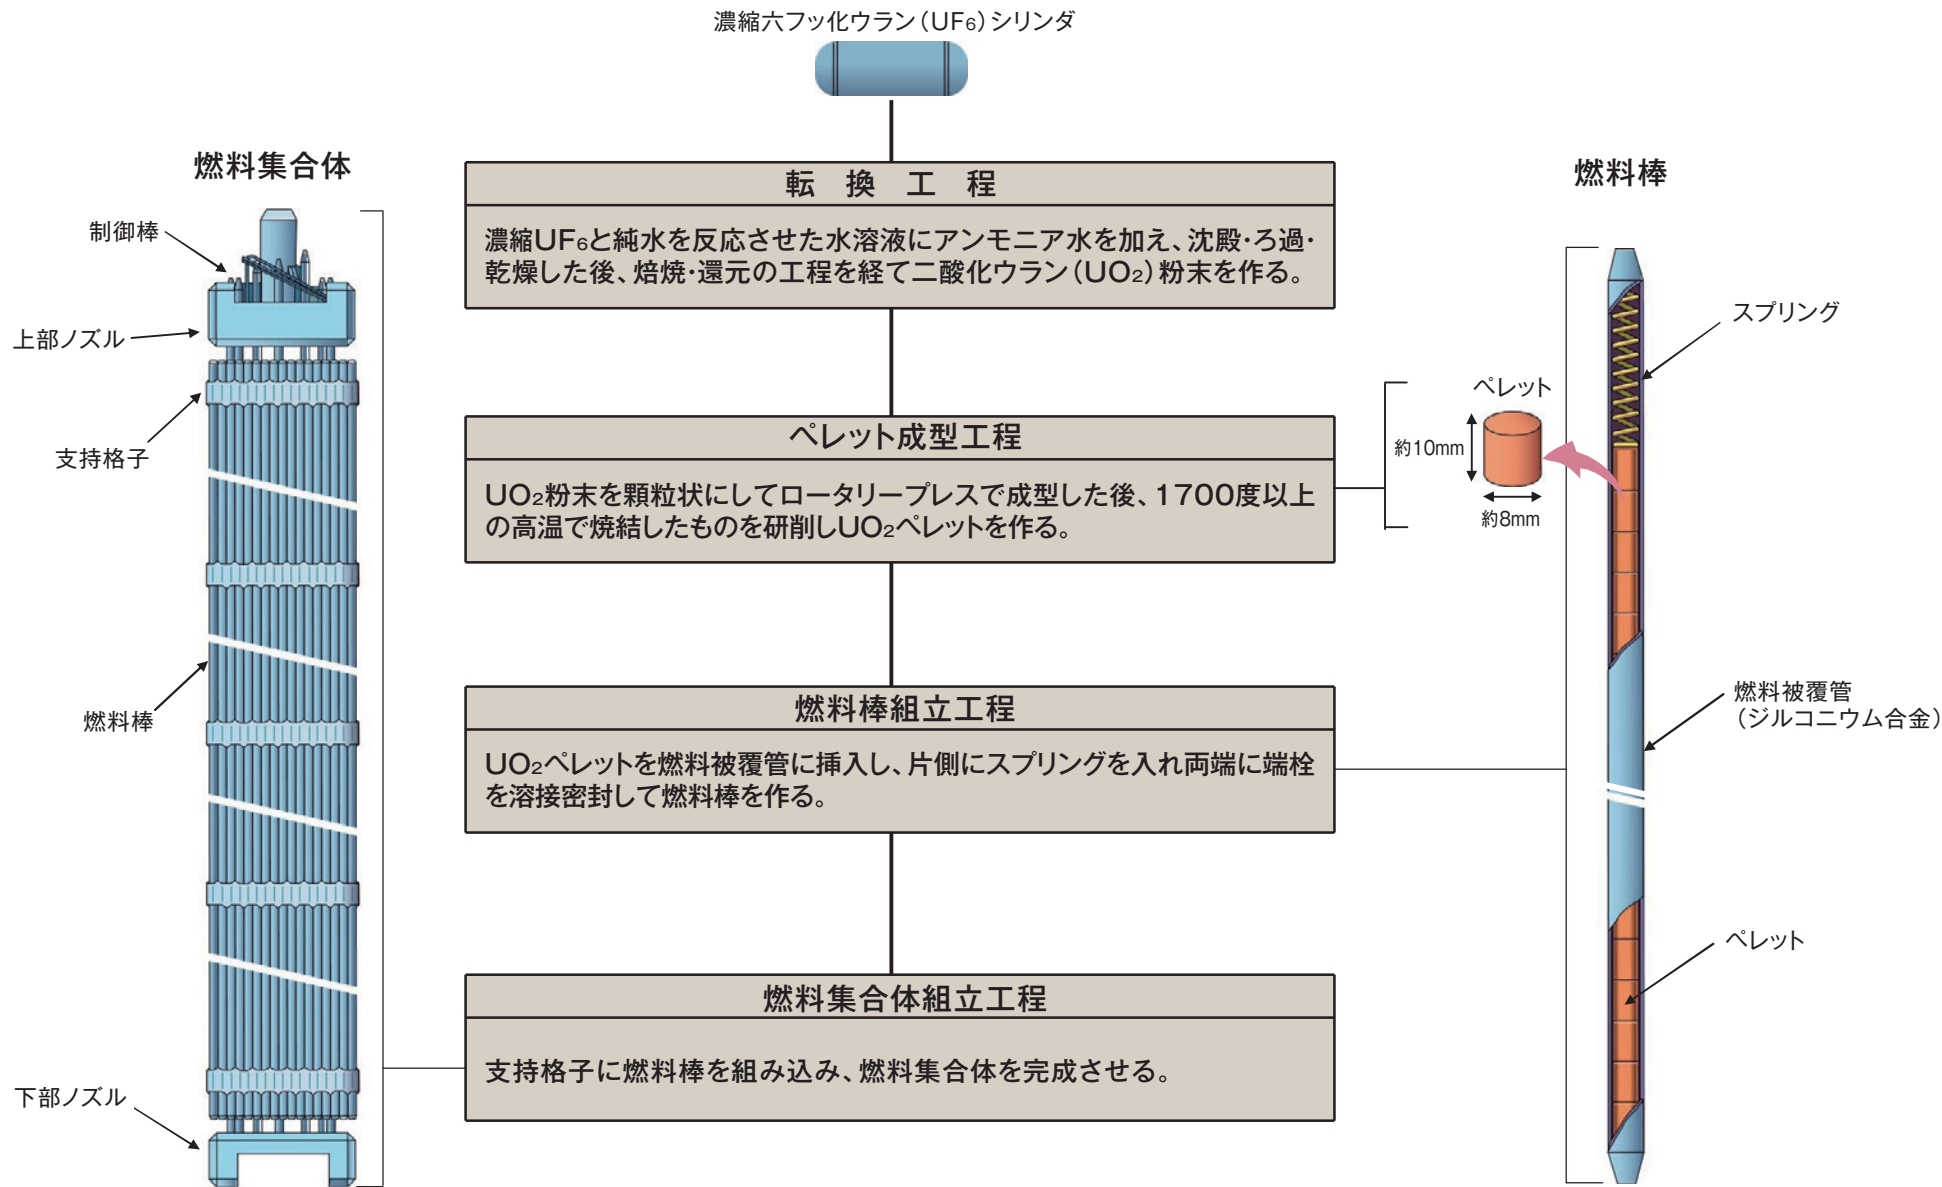 濃縮六フッ化ウラン(UF₆)シリンダ
燃料集合体
制御棒
上部ノズル
支持格子
燃料棒
下部ノズル
転換工程
濃縮UF₆と純水を反応させた水溶液にアンモニア水を加え、沈殿・ろ過・
乾燥した後、焙焼・還元の工程を経て二酸化ウラン(UO₂)粉末を作る。
ペレット成型工程
UO₂粉末を顆粒状にしてロータリープレスで成型した後、1700度以上
の高温で焼結したものを研削しUO₂ペレットを作る。
燃料棒組立工程
UO₂ペレットを燃料被覆管に挿入し、片側にスプリングを入れ両端に端栓
を溶接密封して燃料棒を作る。
燃料集合体組立工程
支持格子に燃料棒を組み込み、燃料集合体を完成させる。
燃料棒
スプリング
ペレット
約10mm
約8mm
燃料被覆管
(ジルコニウム合金)
ペレット